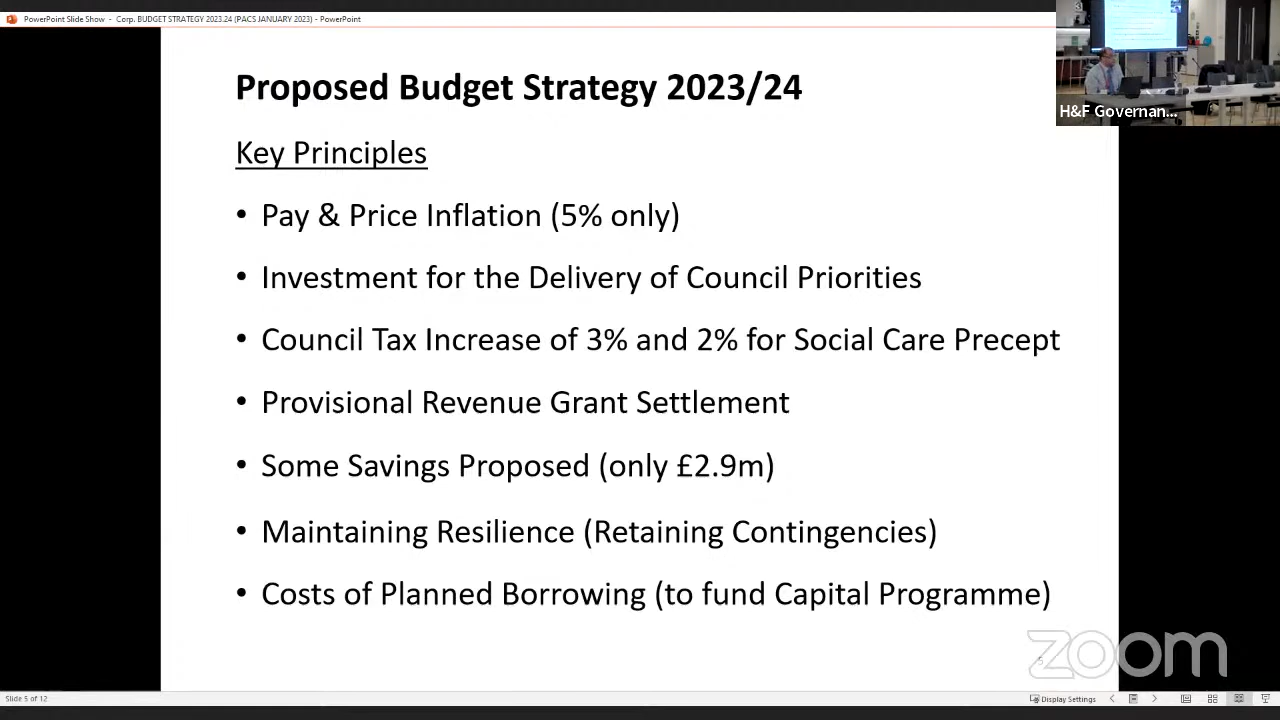 PowerPoint Slide Show - Corp. BUDGET STRATEGY 2023.24 (PACS JANUARY 2023) - PowerPoint
H&F Governan...
Proposed Budget Strategy 2023/24
Key Principles
• Pay & Price Inflation (5% only)
• Investment for the Delivery of Council Priorities
• Council Tax Increase of 3% and 2% for Social Care Precept
• Provisional Revenue Grant Settlement
• Some Savings Proposed (only £2.9m)
• Maintaining Resilience (Retaining Contingencies)
• Costs of Planned Borrowing (to fund Capital Programme)
5
zoom
Slide 5 of 12
Display Settings